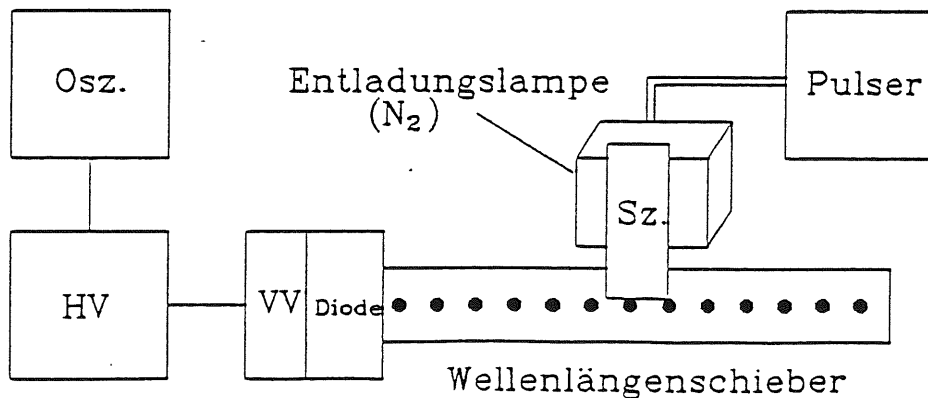 Osz.
Entladungslampe
(N₂)
Pulser
Sz.
HV
VV
Diode
Wellenlängenschieber